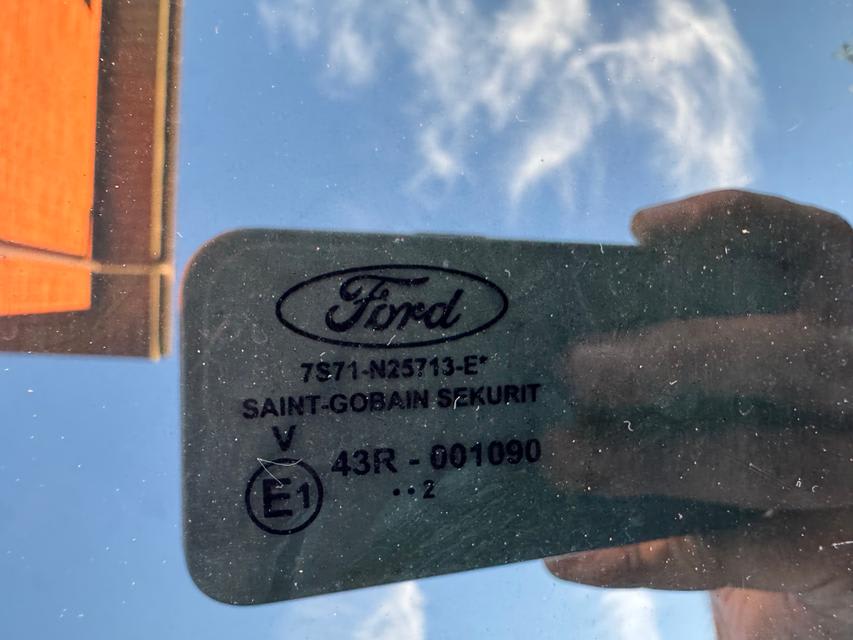 Ford
7S71-N25713-E*
SAINT-GOBAIN SEKURIT
V
43R - 001090
E1
..2